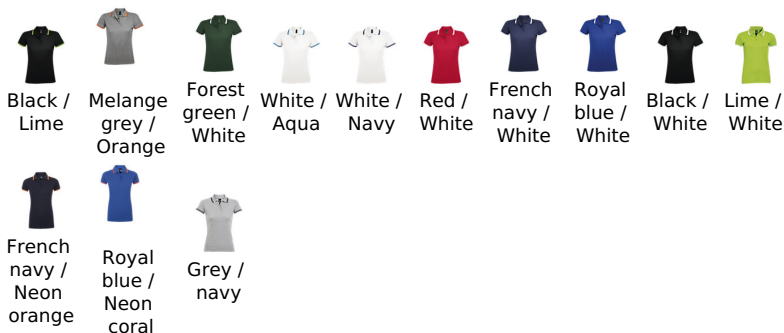 Black /
Lime
Melange
grey /
Orange
Forest
green /
White
White /
Aqua
White /
Navy
Red /
White
French
navy /
White
Royal
blue /
White
Black /
White
Lime /
White
French
navy /
Neon
orange
Royal
blue /
Neon
coral
Grey /
navy